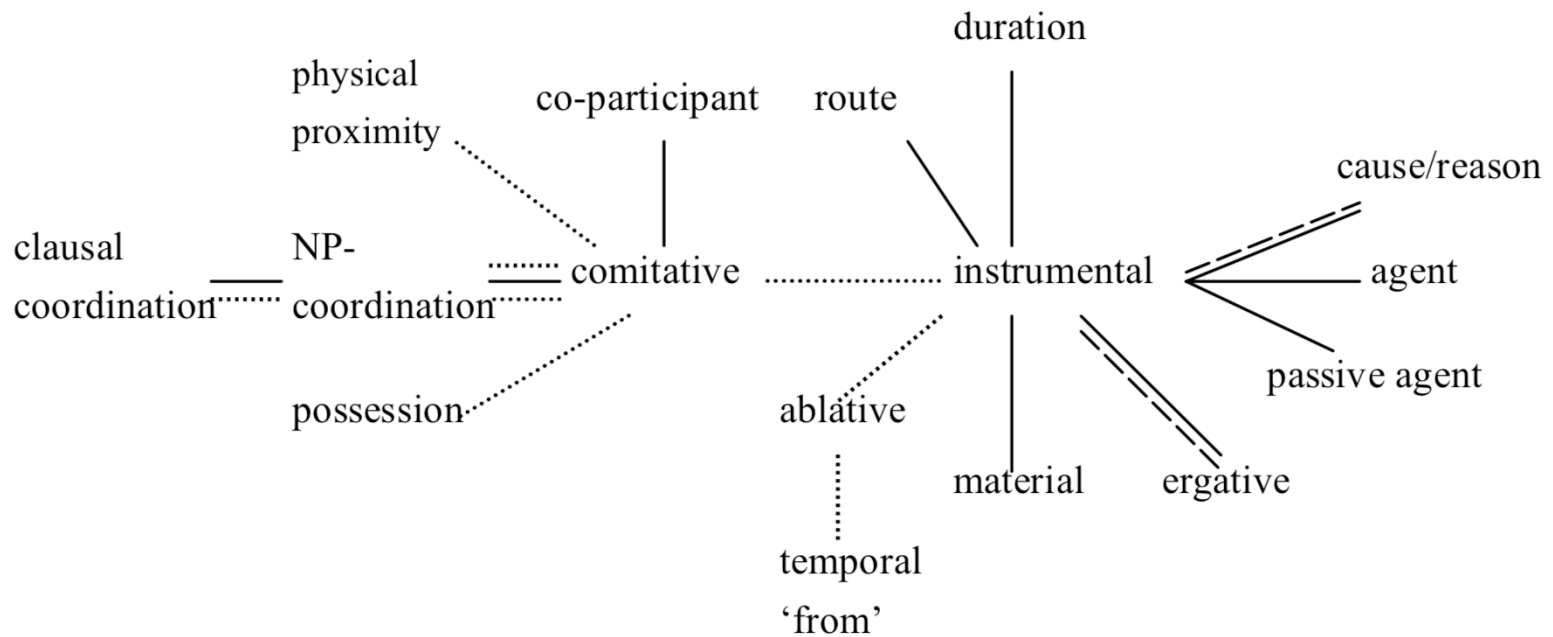 duration
physical
proximity
co-participant
route
cause/reason
clausal
coordination
NP-
coordination
comitative
instrumental
agent
passive agent
possession
ablative
material
ergative
temporal
‘from’